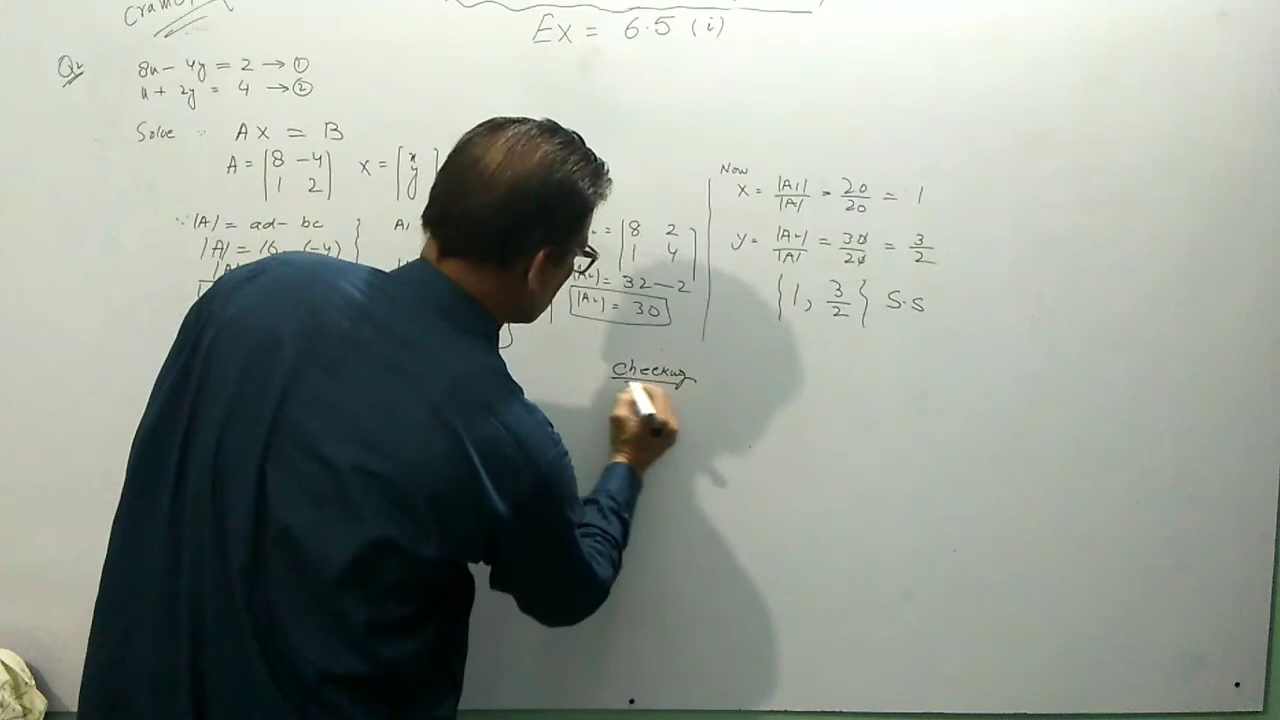 Ex = 6.5 (i)
Q
8x - 4y = 2 → ①
x + 2y = 4 → ②
Solve ∵ Ax = B
A = |8 -4| X = [x
|1 2| y
∵ |A| = ad - bc
|A| = 16 - (-4)
= |8 2
1 4
|A₂| = 32 - 2
|A₂| = 30
Now
x = |A₁|/|A| = 20/20 = 1
y = |A₂|/|A| = 30/20 = 3/2
{1, 3/2} S.S
Checking